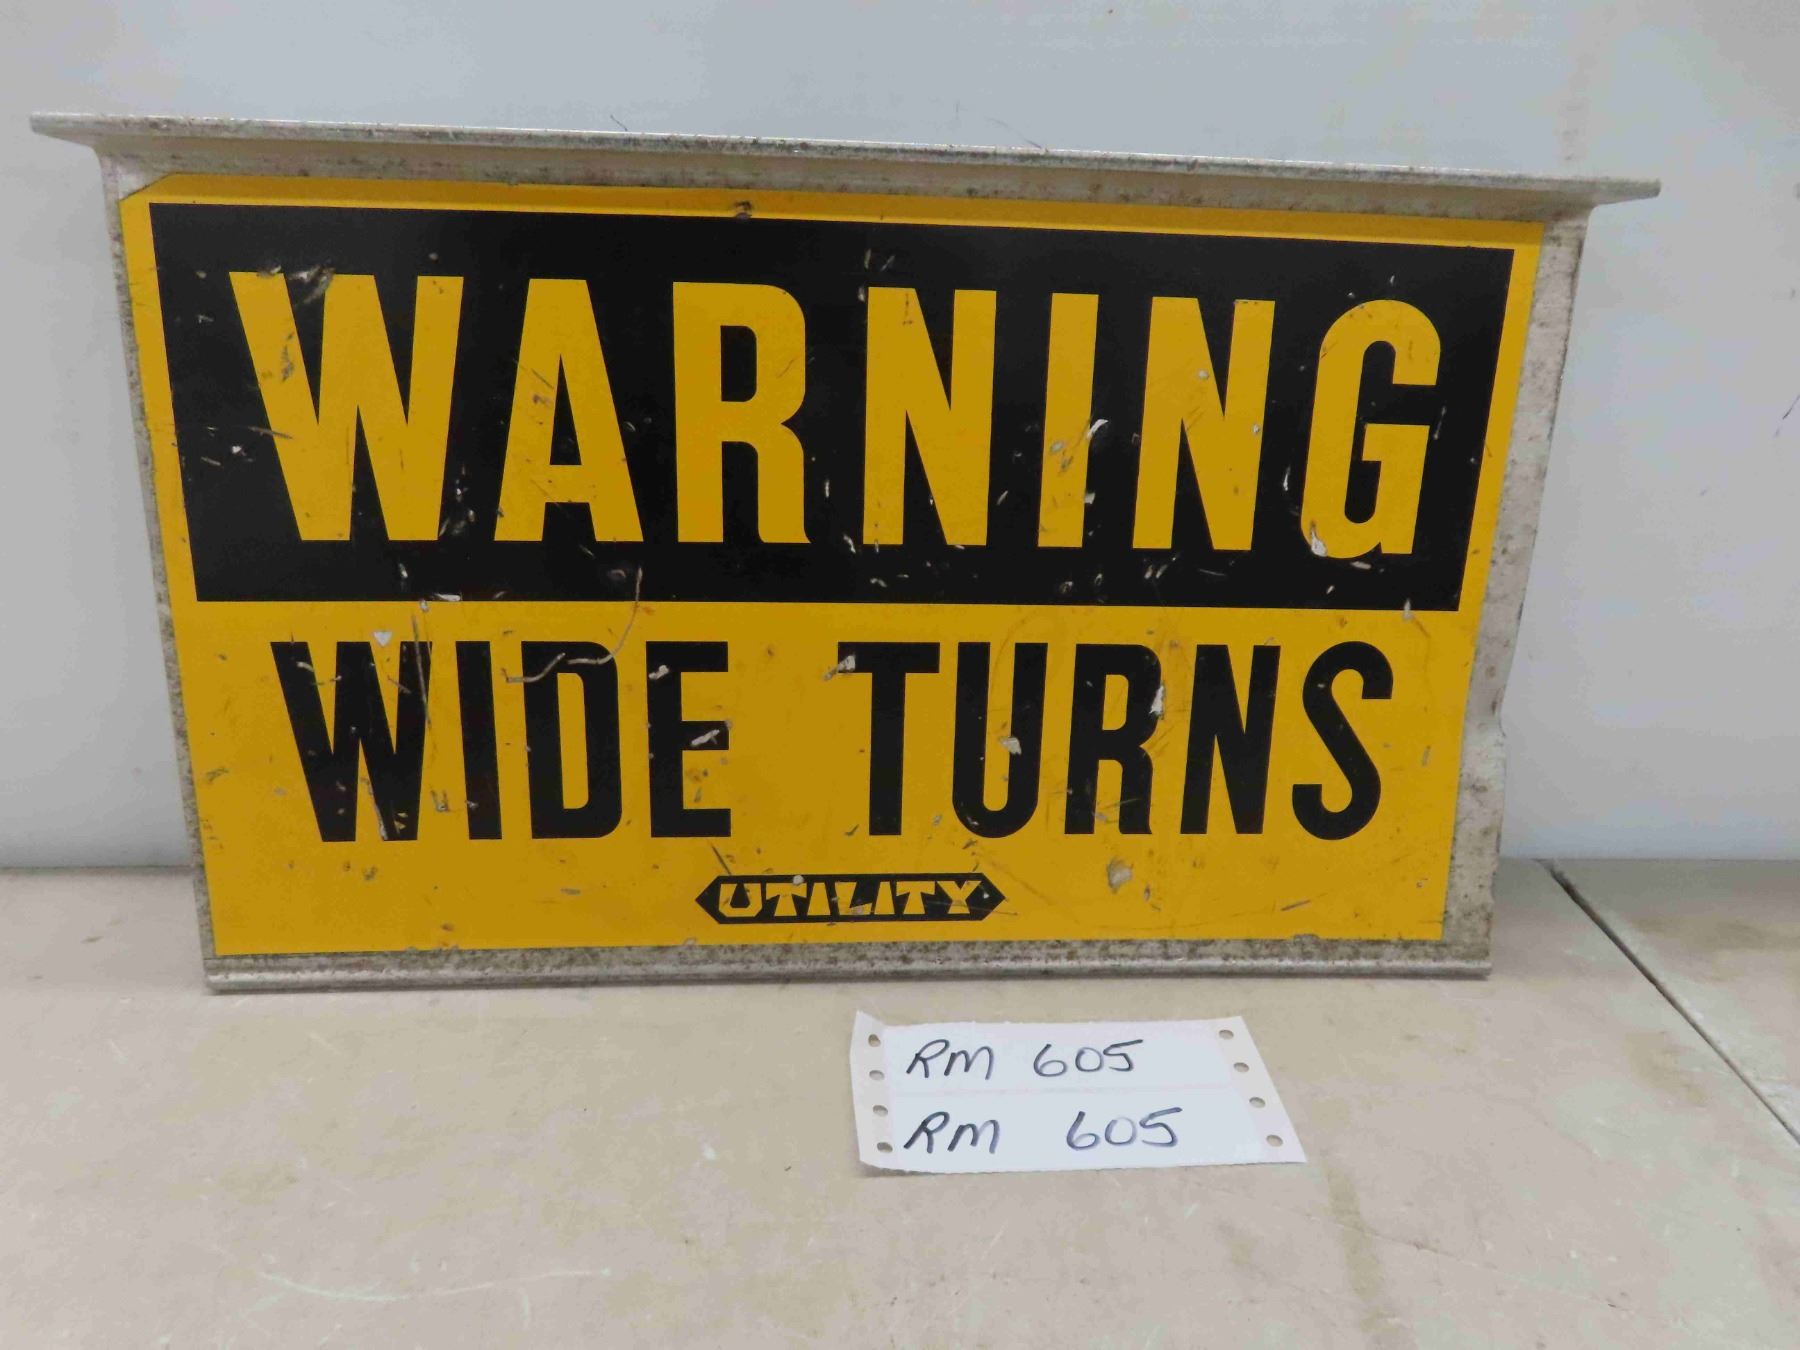 WARNING
WIDE TURNS
UTILITY
RM 605
RM 605